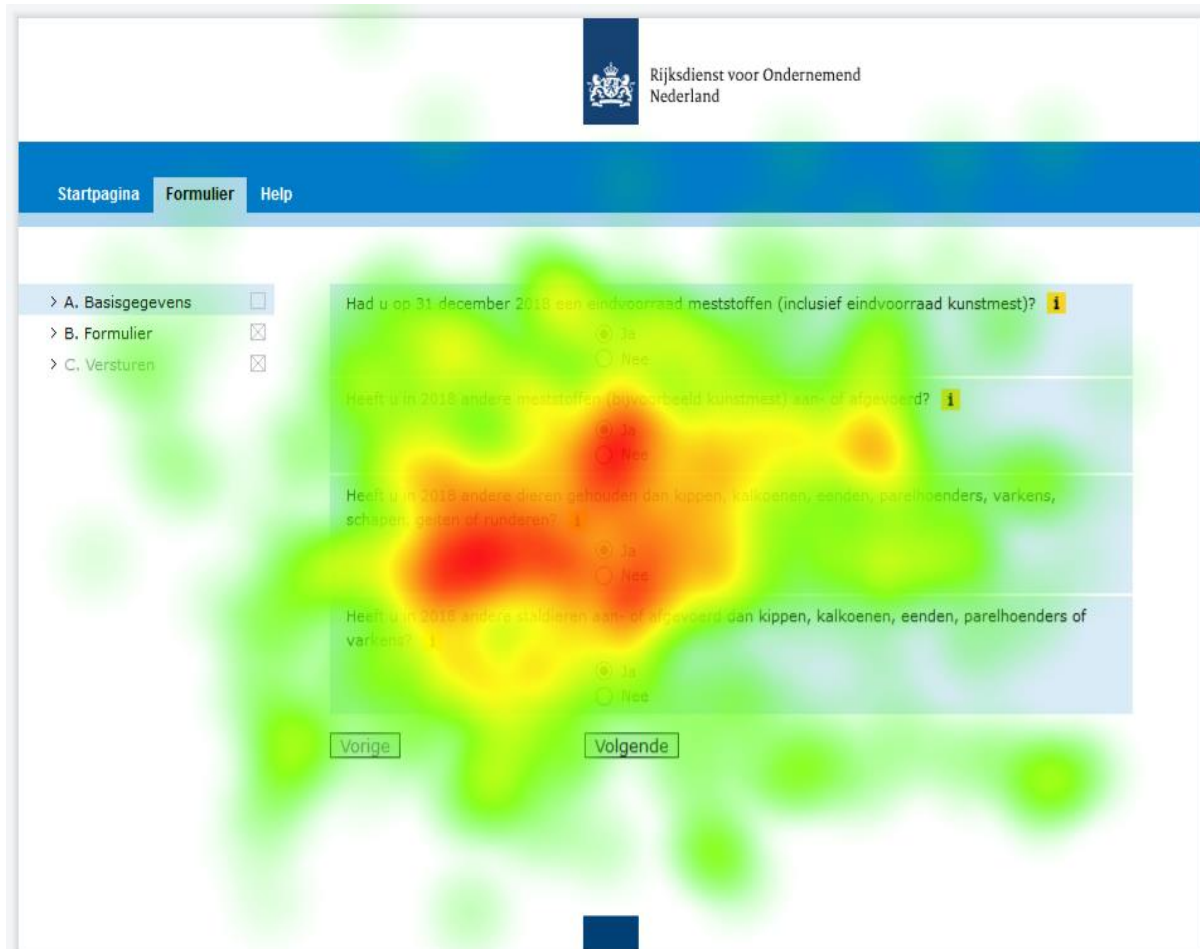 Rijksdienst voor Ondernemend
Nederland
Startpagina Formulier Help
> A. Basisgegevens
> B. Formulier
> C. Versturen
Had u op 31 december 2018 een eindvoorraad meststoffen (inclusief eindvoorraad kunstmest)? i
Ja
Nee
Heeft u in 2018 andere meststoffen (bijvoorbeeld kunstmest) aan- of afgevoerd? i
Ja
Nee
Heeft u in 2018 andere dieren gehouden dan kippen, kalkoenen, eenden, parelhoenders, varkens,
schapen, geiten of runderen? i
Ja
Nee
Heeft u in 2018 andere staldieren aan- of afgevoerd dan kippen, kalkoenen, eenden, parelhoenders of
varkens? i
Ja
Nee
Vorige Volgende